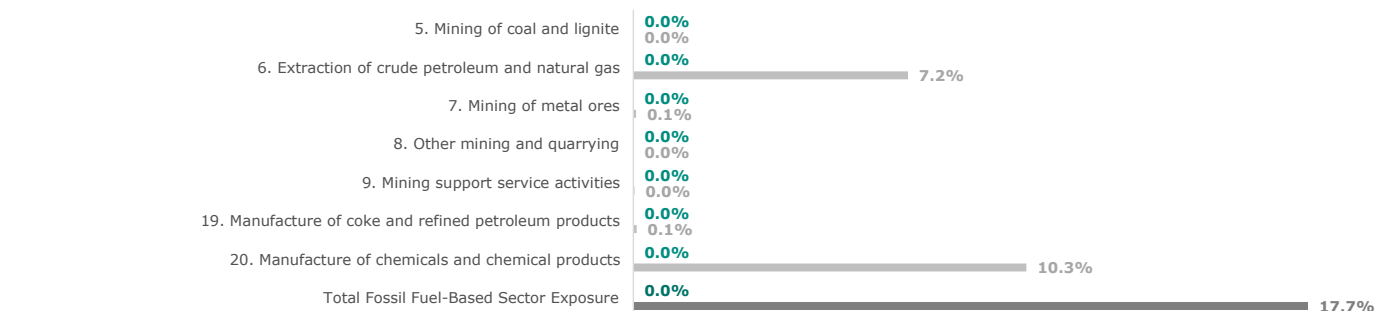 5. Mining of coal and lignite 0.0%
0.0%
6. Extraction of crude petroleum and natural gas 0.0%
7.2%
7. Mining of metal ores 0.0%
0.1%
8. Other mining and quarrying 0.0%
0.0%
9. Mining support service activities 0.0%
0.0%
19. Manufacture of coke and refined petroleum products 0.0%
0.1%
20. Manufacture of chemicals and chemical products 0.0%
10.3%
Total Fossil Fuel-Based Sector Exposure 0.0%
17.7%